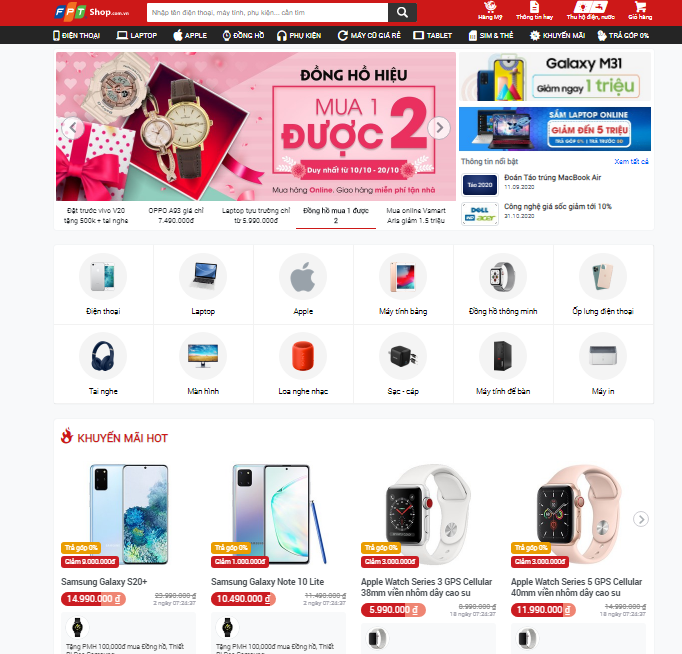 FPT Shop.com.vn
Nhập tên điện thoại, máy tính, phụ kiện... cần tìm
Hàng Mỹ
Thông tin hay
Thu hộ điện, nước
Giỏ hàng
ĐIỆN THOẠI
LAPTOP
APPLE
ĐỒNG HỒ
PHỤ KIỆN
MÁY CŨ GIÁ RẺ
TABLET
SIM & THẺ
KHUYẾN MÃI
TRẢ GÓP 0%
ĐỒNG HỒ HIỆU
MUA 1
ĐƯỢC 2
Duy nhất từ 10/10 - 20/10
Mua hàng Online. Giao hàng miễn phí tận nhà
Galaxy M31
Giảm ngay 1 triệu
SẮM LAPTOP ONLINE
GIẢM ĐẾN 5 TRIỆU
TRẢ GÓP 0% | TRẢ TRƯỚC 0Đ
Thông tin nổi bật
Xem tất cả
Táo 2020
Đoán Táo trúng MacBook Air
11.09.2020
DELL
acer
Công nghệ giá sốc giảm tới 10%
31.10.2020
Đặt trước vivo V20
tặng 500k + tai nghe
OPPO A93 giá chỉ
7.490.000đ
Laptop tựu trường chỉ
từ 5.990.000đ
Đồng hồ mua 1 được
2
Mua online Vsmart
Aris giảm 1.5 triệu
Điện thoại
Laptop
Apple
Máy tính bảng
Đồng hồ thông minh
Ốp lưng điện thoại
Tai nghe
Màn hình
Loa nghe nhạc
Sạc - cáp
Máy tính để bàn
Máy in
KHUYẾN MÃI HOT
Trả góp 0%
Giảm 9.000.000đ
Samsung Galaxy S20+
14.990.000 ₫
23.990.000 ₫
2 ngày 07:24:37
Tặng PMH 100,000đ mua Đồng hồ, Thiết
Trả góp 0%
Giảm 1.000.000đ
Samsung Galaxy Note 10 Lite
10.490.000 ₫
11.490.000 ₫
2 ngày 07:24:37
Tặng PMH 100,000đ mua Đồng hồ, Thiết
Trả góp 0%
Giảm 3.000.000đ
Apple Watch Series 3 GPS Cellular
38mm viền nhôm dây cao su
5.990.000 ₫
8.990.000 ₫
18 ngày 07:24:37
Trả góp 0%
Giảm 3.000.000đ
Apple Watch Series 5 GPS Cellular
40mm viền nhôm dây cao su
11.990.000 ₫
14.990.000 ₫
18 ngày 07:24:37